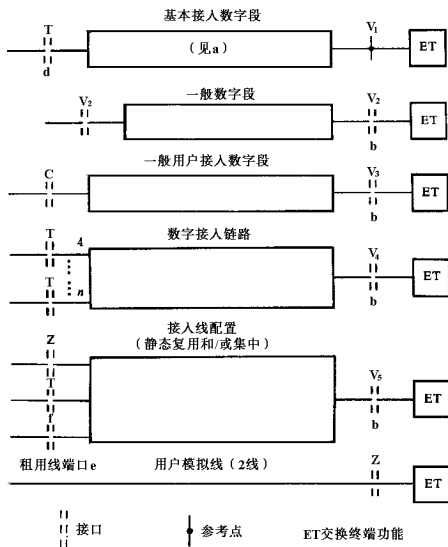 基本接入数字段
T
V1
(见a)
ET
d
一般数字段
V2
V2
ET
b
一般用户接入数字段
C
V3
ET
b
数字接入链路
T
4
V4
T
n
ET
b
接入线配置
(静态复用和/或集中)
Z
T
V5
f
ET
b
租用线端口e
用户模拟线(2线)
Z
ET
接口
参考点
ET交换终端功能